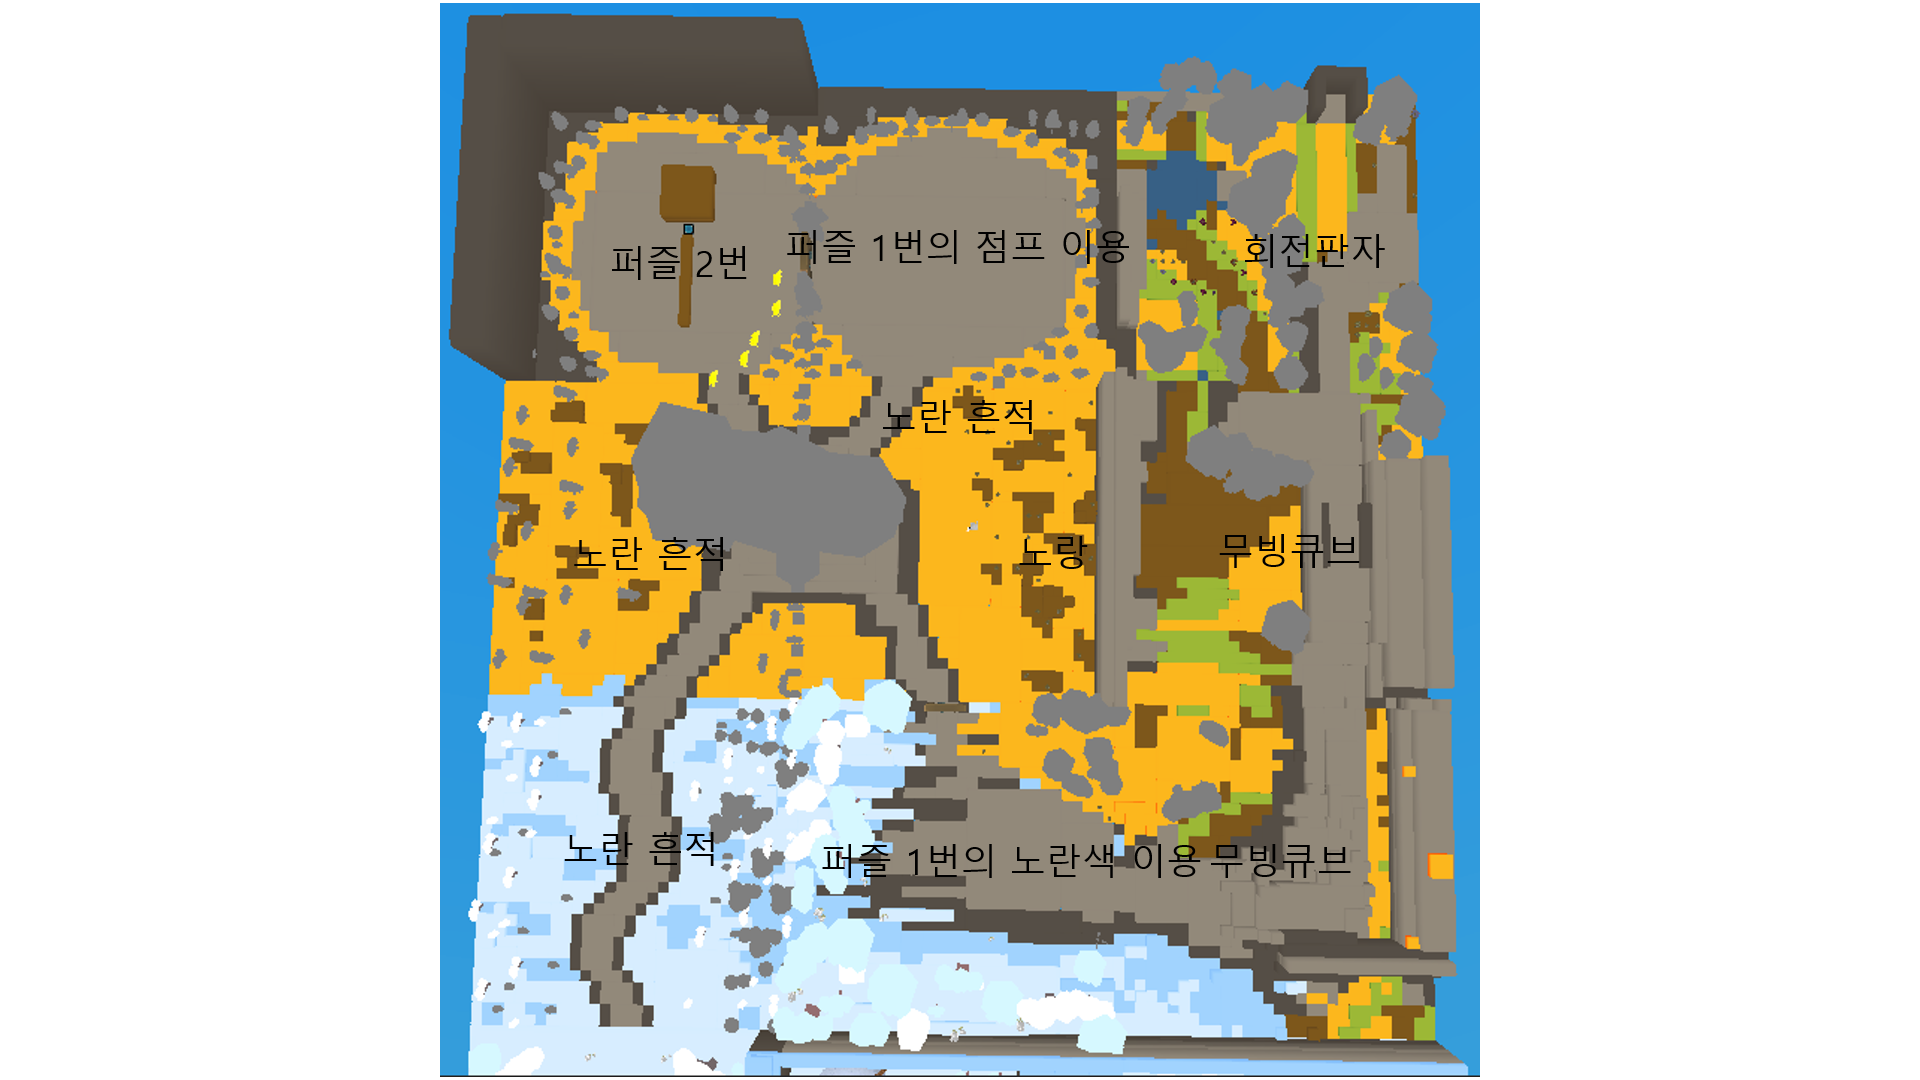 퍼즐 2번
퍼즐 1번의 점프 이용
회전판자
노란 흔적
노란 흔적
노랑
무빙큐브
노란 흔적
퍼즐 1번의 노란색 이용 무빙큐브